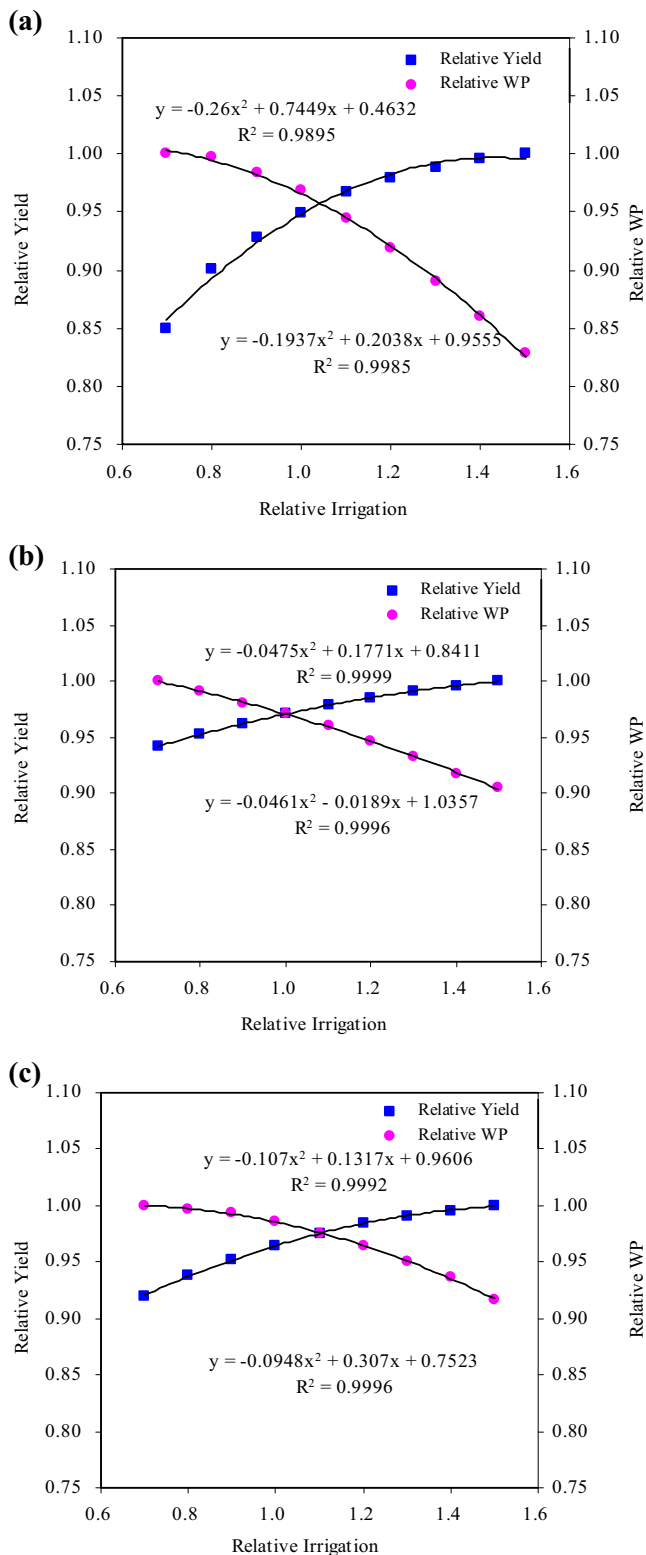 (a)
1.10
1.05
1.00
0.95
0.90
0.85
0.80
0.75
Relative Yield
Relative Yield
Relative WP
y = -0.26x² + 0.7449x + 0.4632
R² = 0.9895
y = -0.1937x² + 0.2038x + 0.9555
R² = 0.9985
1.10
1.05
1.00
0.95
0.90
0.85
0.80
0.75
Relative WP
0.6 0.8 1.0 1.2 1.4 1.6
Relative Irrigation
(b)
1.10
1.05
1.00
0.95
0.90
0.85
0.80
0.75
Relative Yield
Relative Yield
Relative WP
y = -0.0475x² + 0.1771x + 0.8411
R² = 0.9999
y = -0.0461x² - 0.0189x + 1.0357
R² = 0.9996
1.10
1.05
1.00
0.95
0.90
0.85
0.80
0.75
Relative WP
0.6 0.8 1.0 1.2 1.4 1.6
Relative Irrigation
(c)
1.10
1.05
1.00
0.95
0.90
0.85
0.80
0.75
Relative Yield
Relative Yield
Relative WP
y = -0.107x² + 0.1317x + 0.9606
R² = 0.9992
y = -0.0948x² + 0.307x + 0.7523
R² = 0.9996
1.10
1.05
1.00
0.95
0.90
0.85
0.80
0.75
Relative WP
0.6 0.8 1.0 1.2 1.4 1.6
Relative Irrigation